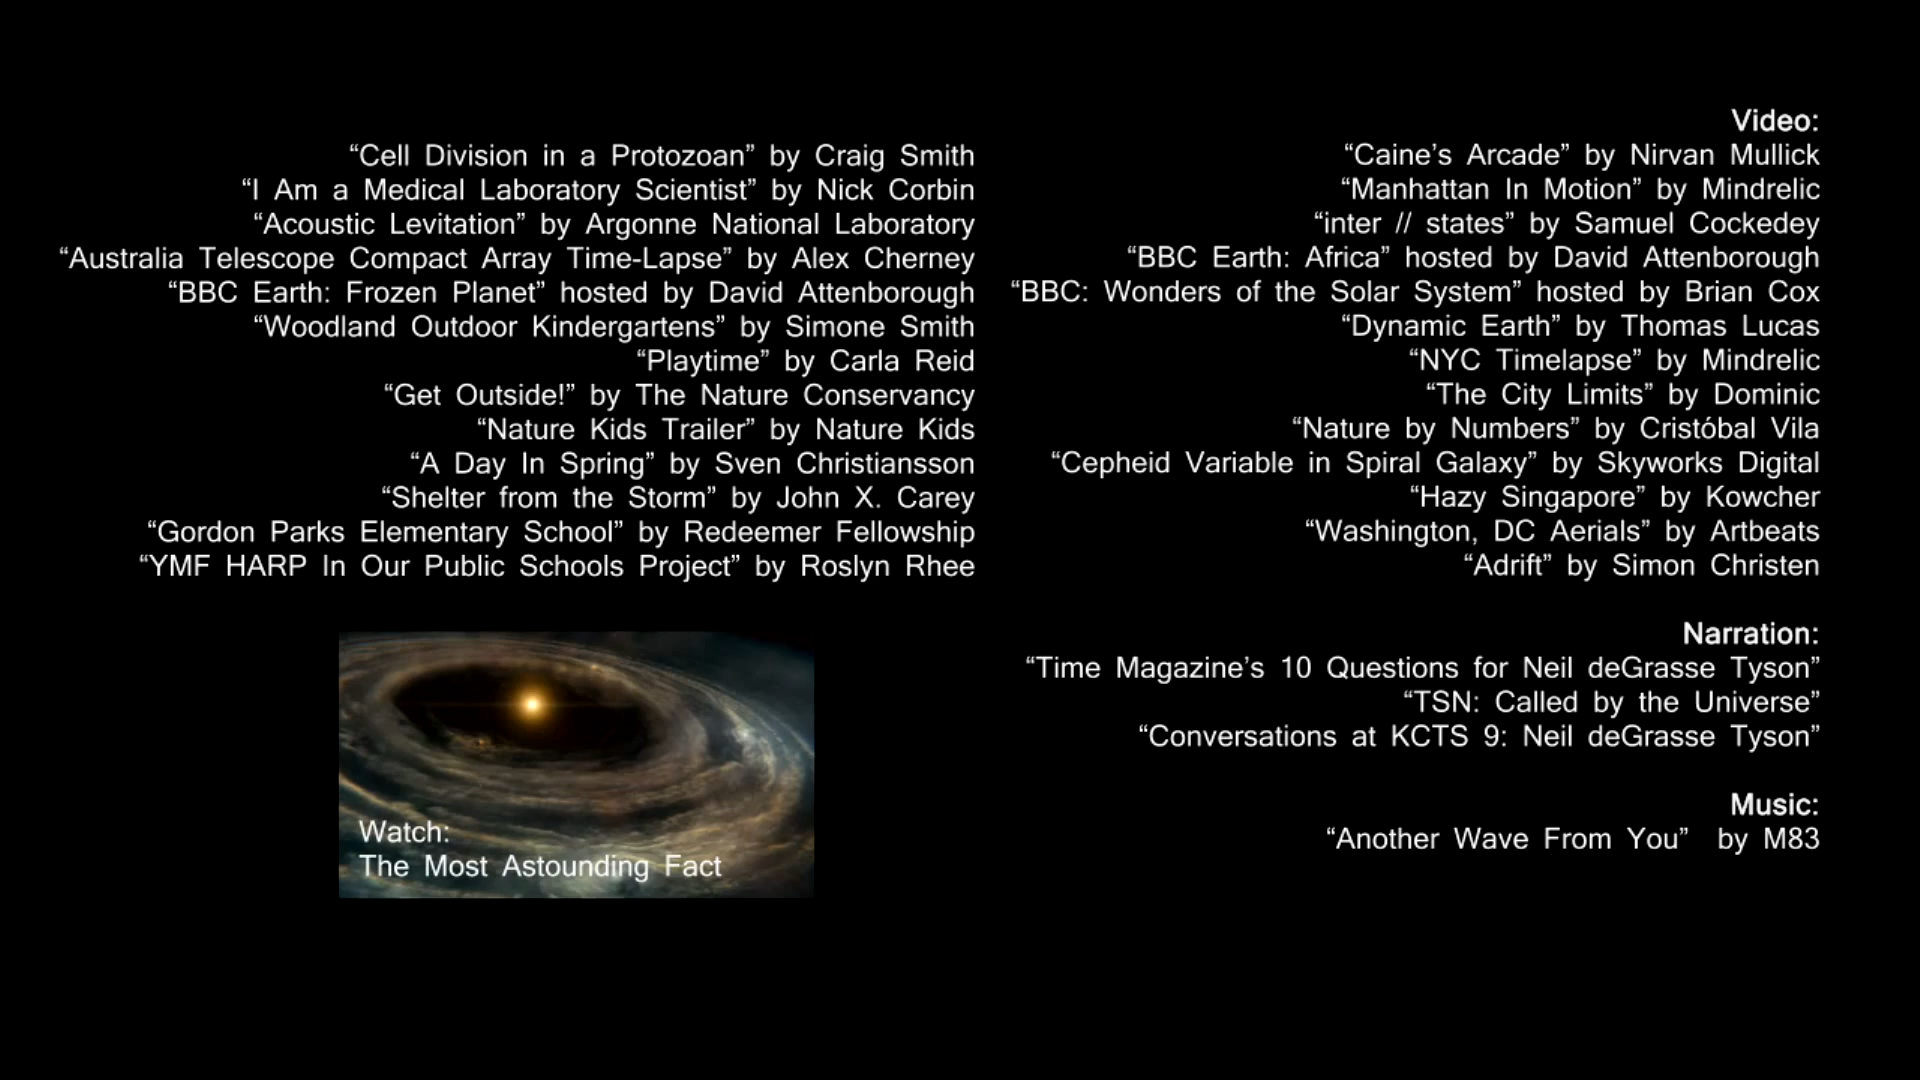 “Cell Division in a Protozoan” by Craig Smith
“I Am a Medical Laboratory Scientist” by Nick Corbin
“Acoustic Levitation” by Argonne National Laboratory
“Australia Telescope Compact Array Time-Lapse” by Alex Cherney
“BBC Earth: Frozen Planet” hosted by David Attenborough
“Woodland Outdoor Kindergartens” by Simone Smith
“Playtime” by Carla Reid
“Get Outside!” by The Nature Conservancy
“Nature Kids Trailer” by Nature Kids
“A Day In Spring” by Sven Christiansson
“Shelter from the Storm” by John X. Carey
“Gordon Parks Elementary School” by Redeemer Fellowship
“YMF HARP In Our Public Schools Project” by Roslyn Rhee
Watch:
The Most Astounding Fact
Video:
“Caine’s Arcade” by Nirvan Mullick
“Manhattan In Motion” by Mindrelic
“inter // states” by Samuel Cockedey
“BBC Earth: Africa” hosted by David Attenborough
“BBC: Wonders of the Solar System” hosted by Brian Cox
“Dynamic Earth” by Thomas Lucas
“NYC Timelapse” by Mindrelic
“The City Limits” by Dominic
“Nature by Numbers” by Cristóbal Vila
“Cepheid Variable in Spiral Galaxy” by Skyworks Digital
“Hazy Singapore” by Kowcher
“Washington, DC Aerials” by Artbeats
“Adrift” by Simon Christen
Narration:
“Time Magazine’s 10 Questions for Neil deGrasse Tyson”
“TSN: Called by the Universe”
“Conversations at KCTS 9: Neil deGrasse Tyson”
Music:
“Another Wave From You” by M83